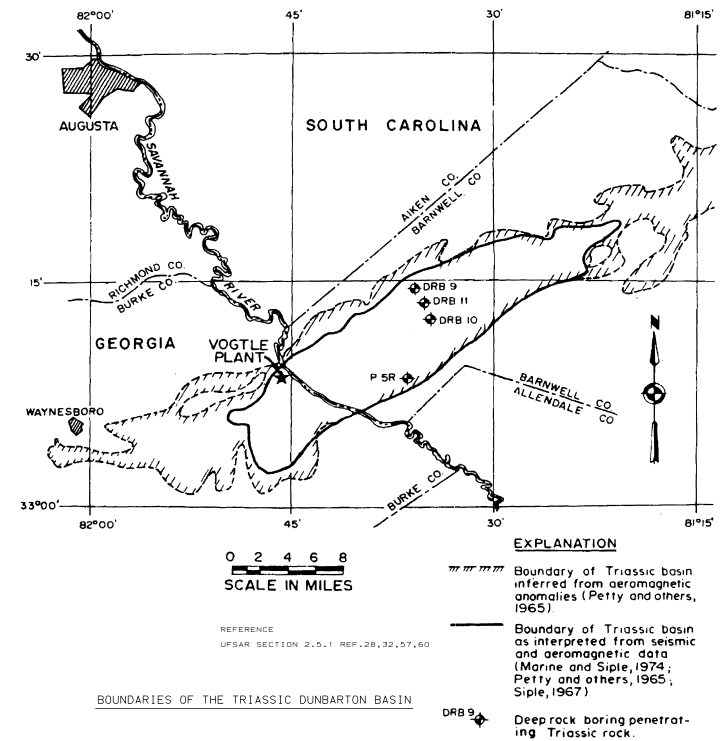 82°00'
45'
30'
81°15'
30'
AUGUSTA
SOUTH CAROLINA
SAVANNAH
RIVER
AIKEN CO.
BARNWELL CO
15'
RICHMOND CO.
BURKE CO.
DRB 9
DRB 11
DRB 10
GEORGIA
VOGTLE
PLANT
N
P 5R
BARNWELL CO
ALLENDALE CO
WAYNESBORO
BURKE CO.
33°00'
82°00'
45'
30'
81°15'
EXPLANATION
0 2 4 6 8
SCALE IN MILES
Boundary of Triassic basin
inferred from aeromagnetic
anomalies (Petty and others,
1965).
Boundary of Triassic basin
as interpreted from seismic
and aeromagnetic data
(Marine and Siple, 1974;
Petty and others, 1965;
Siple, 1967)
REFERENCE
UFSAR SECTION 2.5.1 REF.28,32,57,60
BOUNDARIES OF THE TRIASSIC DUNBARTON BASIN
DRB 9
Deep rock boring penetrat-
ing Triassic rock.